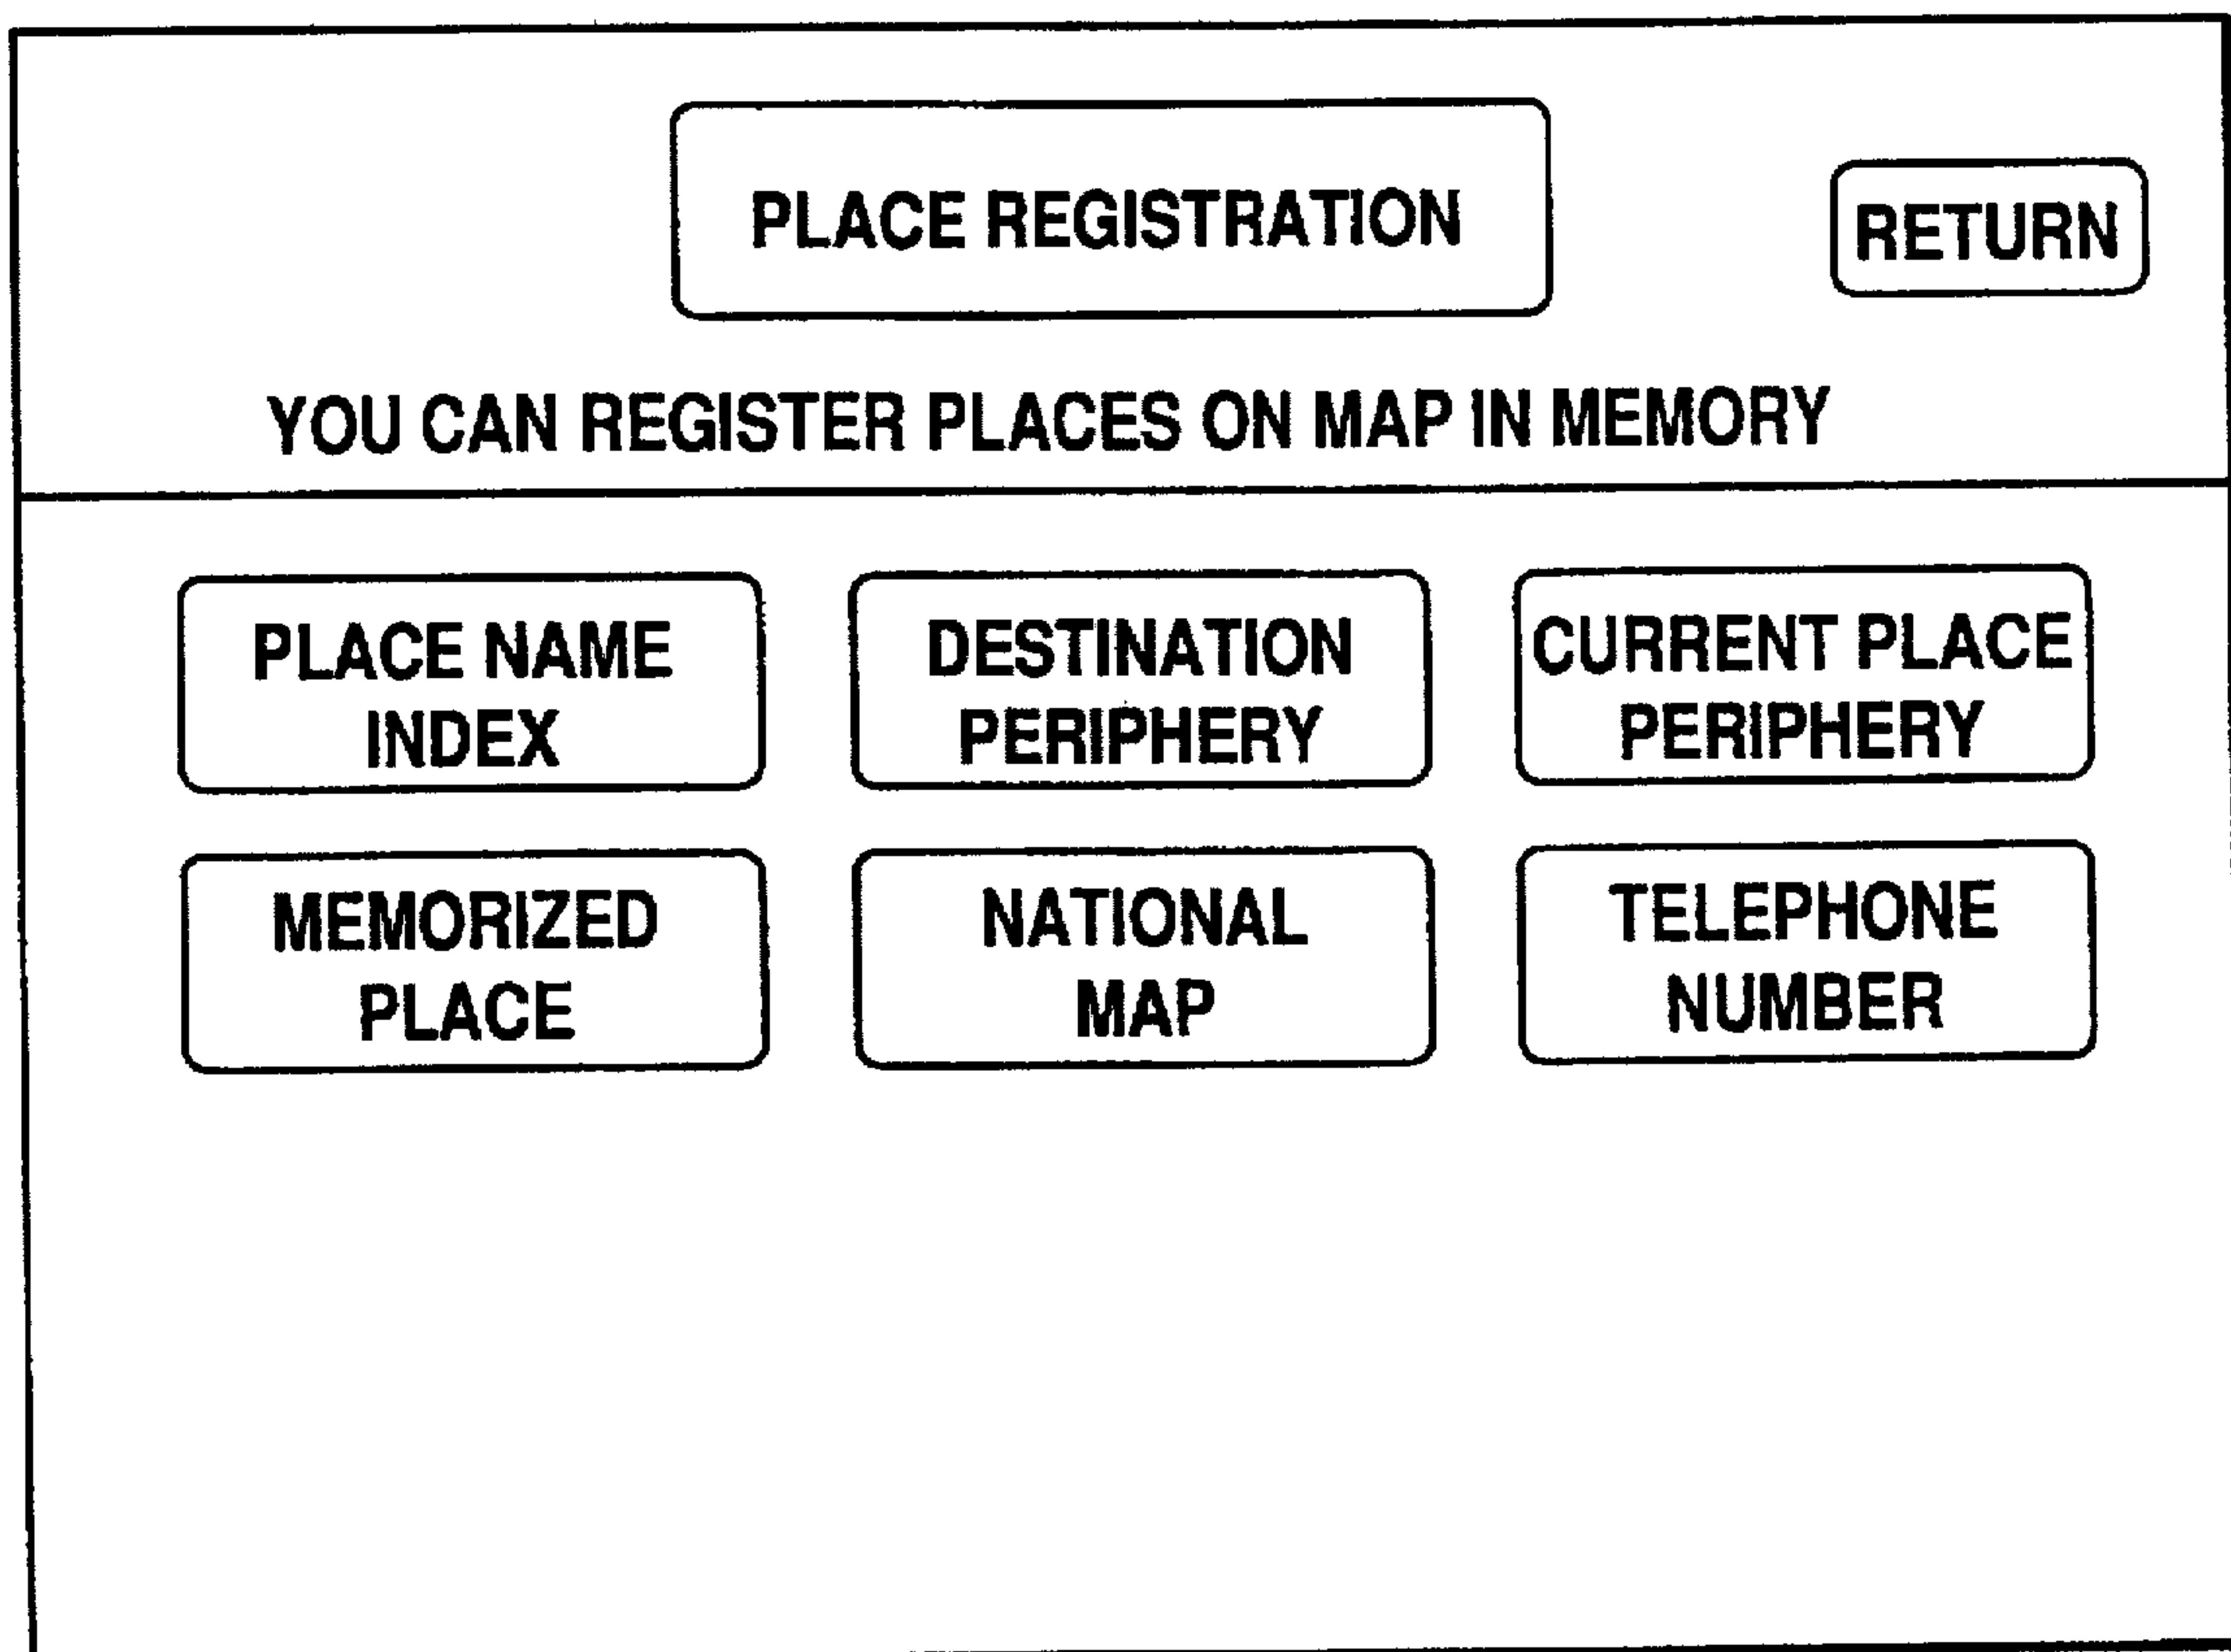 PLACE REGISTRATION
RETURN
YOU CAN REGISTER PLACES ON MAP IN MEMORY
PLACE NAME
INDEX
DESTINATION
PERIPHERY
CURRENT PLACE
PERIPHERY
MEMORIZED
PLACE
NATIONAL
MAP
TELEPHONE
NUMBER